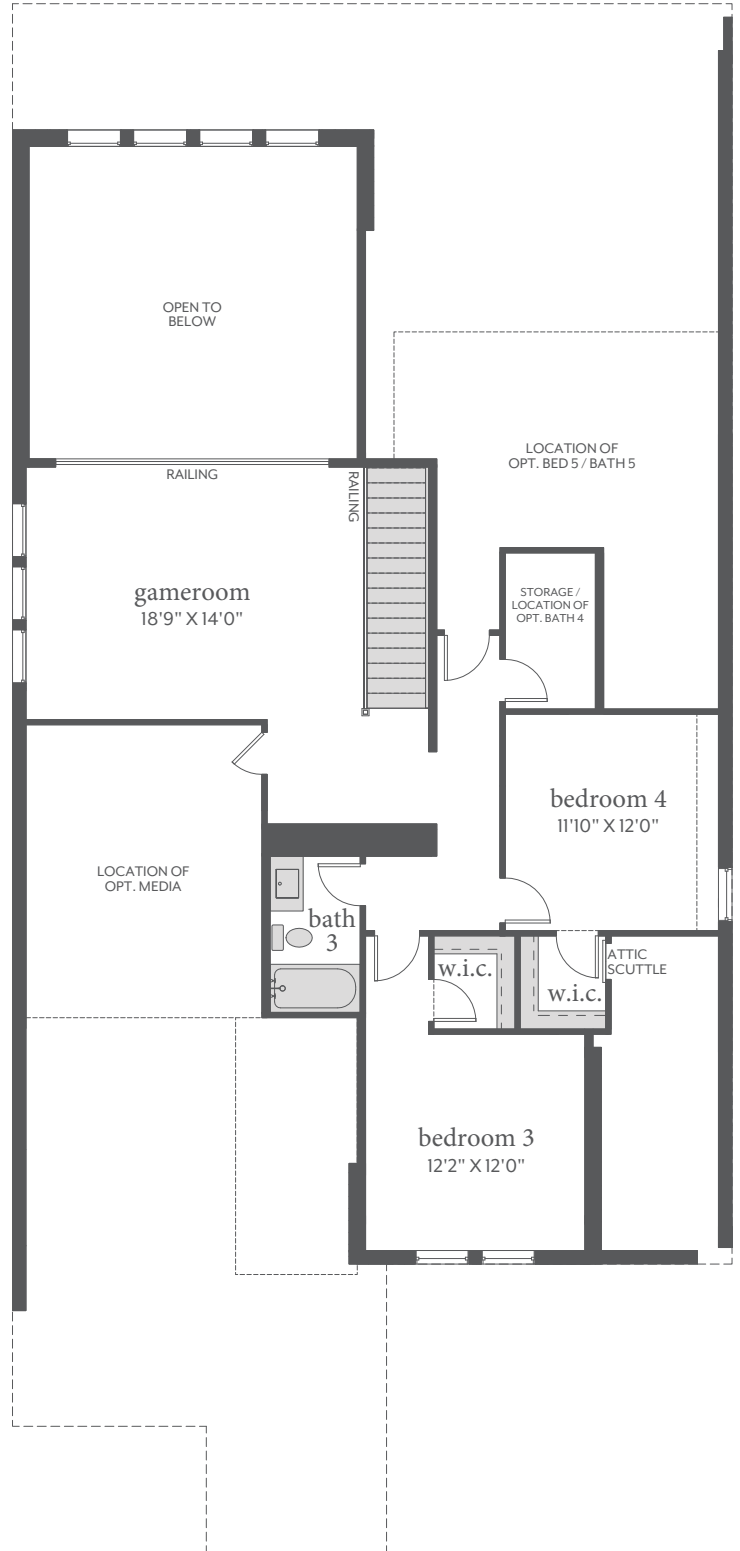 OPEN TO
BELOW
LOCATION OF
OPT. BED 5 / BATH 5
RAILING
RAILING
gameroom
18'9" X 14'0"
STORAGE /
LOCATION OF
OPT. BATH 4
bedroom 4
11'10" X 12'0"
LOCATION OF
OPT. MEDIA
bath
3
w.i.c.
w.i.c.
ATTIC
SCUTTLE
bedroom 3
12'2" X 12'0"